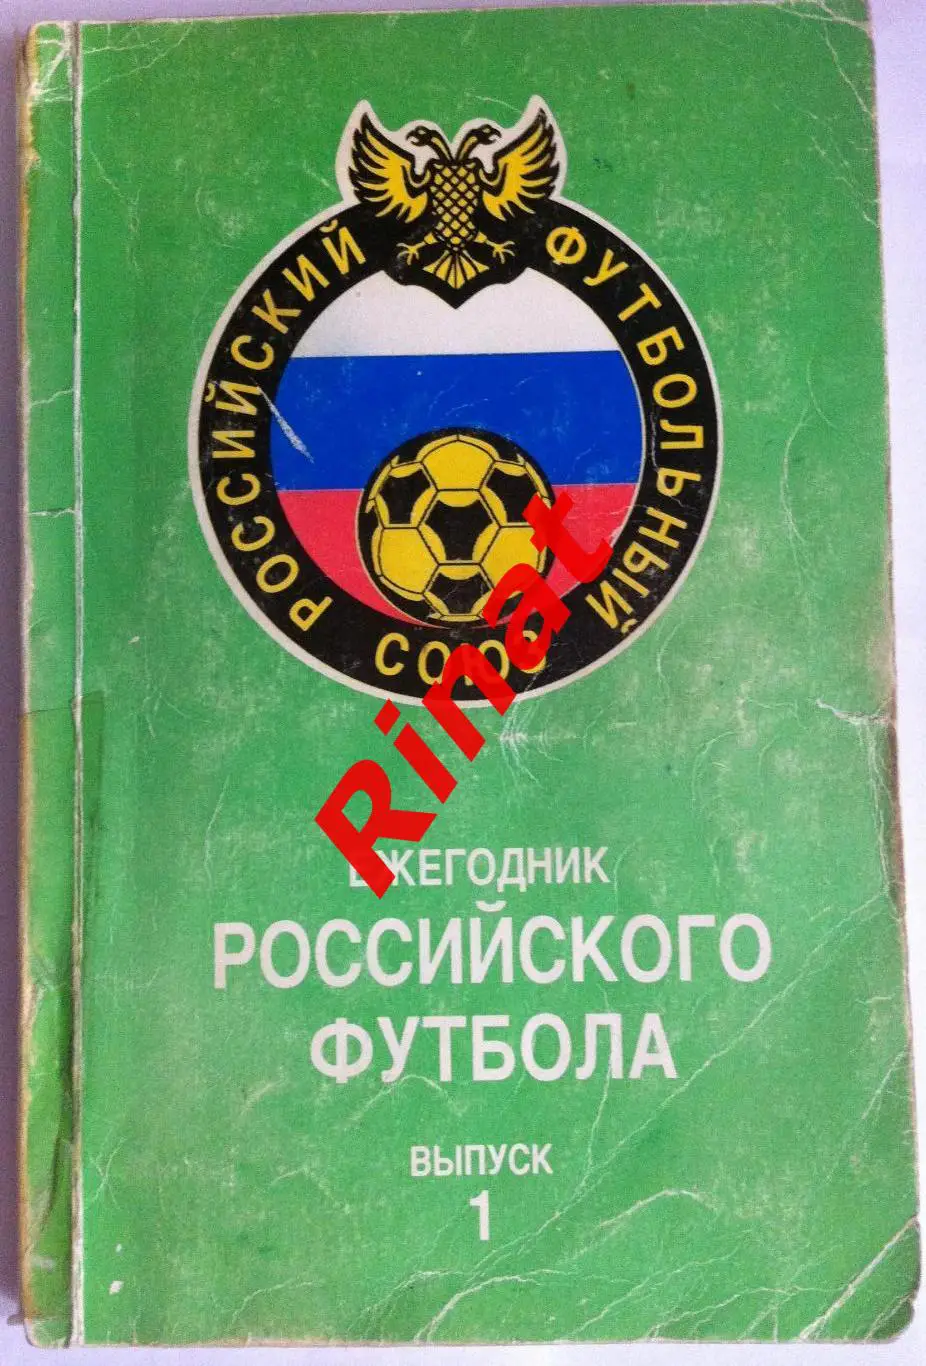 РОССИЙСКИЙ ФУТБОЛЬНЫЙ
СОЮЗ
Rinat
ЕЖЕГОДНИК
РОССИЙСКОГО
ФУТБОЛА
ВЫПУСК
1